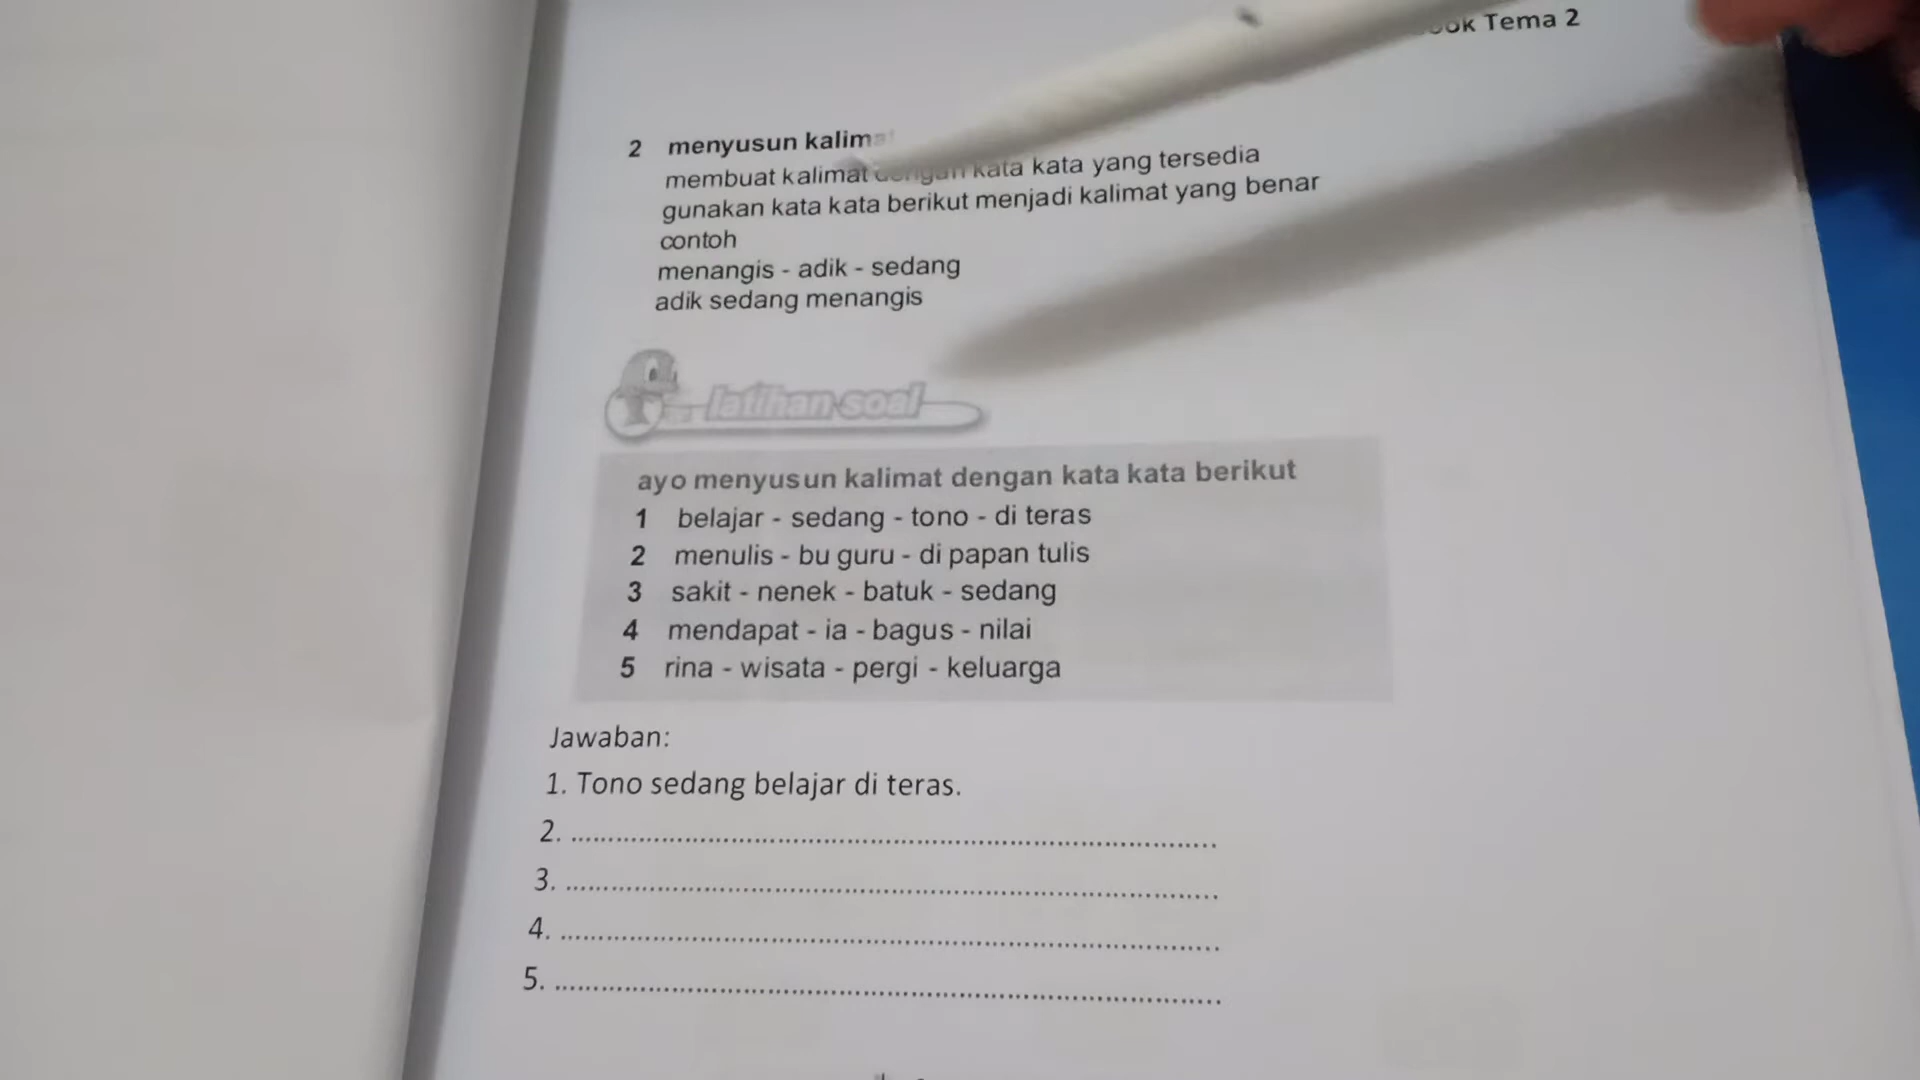 Tema 2
2 menyusun
membuat kalimat dengan kata kata yang tersedia
gunakan kata kata berikut menjadi kalimat yang benar
contoh
menangis - adik - sedang
adik sedang menangis
latihan soal
ayo menyusun kalimat dengan kata kata berikut
1 belajar - sedang - tono - di teras
2 menulis - bu guru - di papan tulis
3 sakit - nenek - batuk - sedang
4 mendapat - ia - bagus - nilai
5 rina - wisata - pergi - keluarga
Jawaban:
1. Tono sedang belajar di teras.
2. ....................................................................................
3. ....................................................................................
4. ....................................................................................
5. ....................................................................................